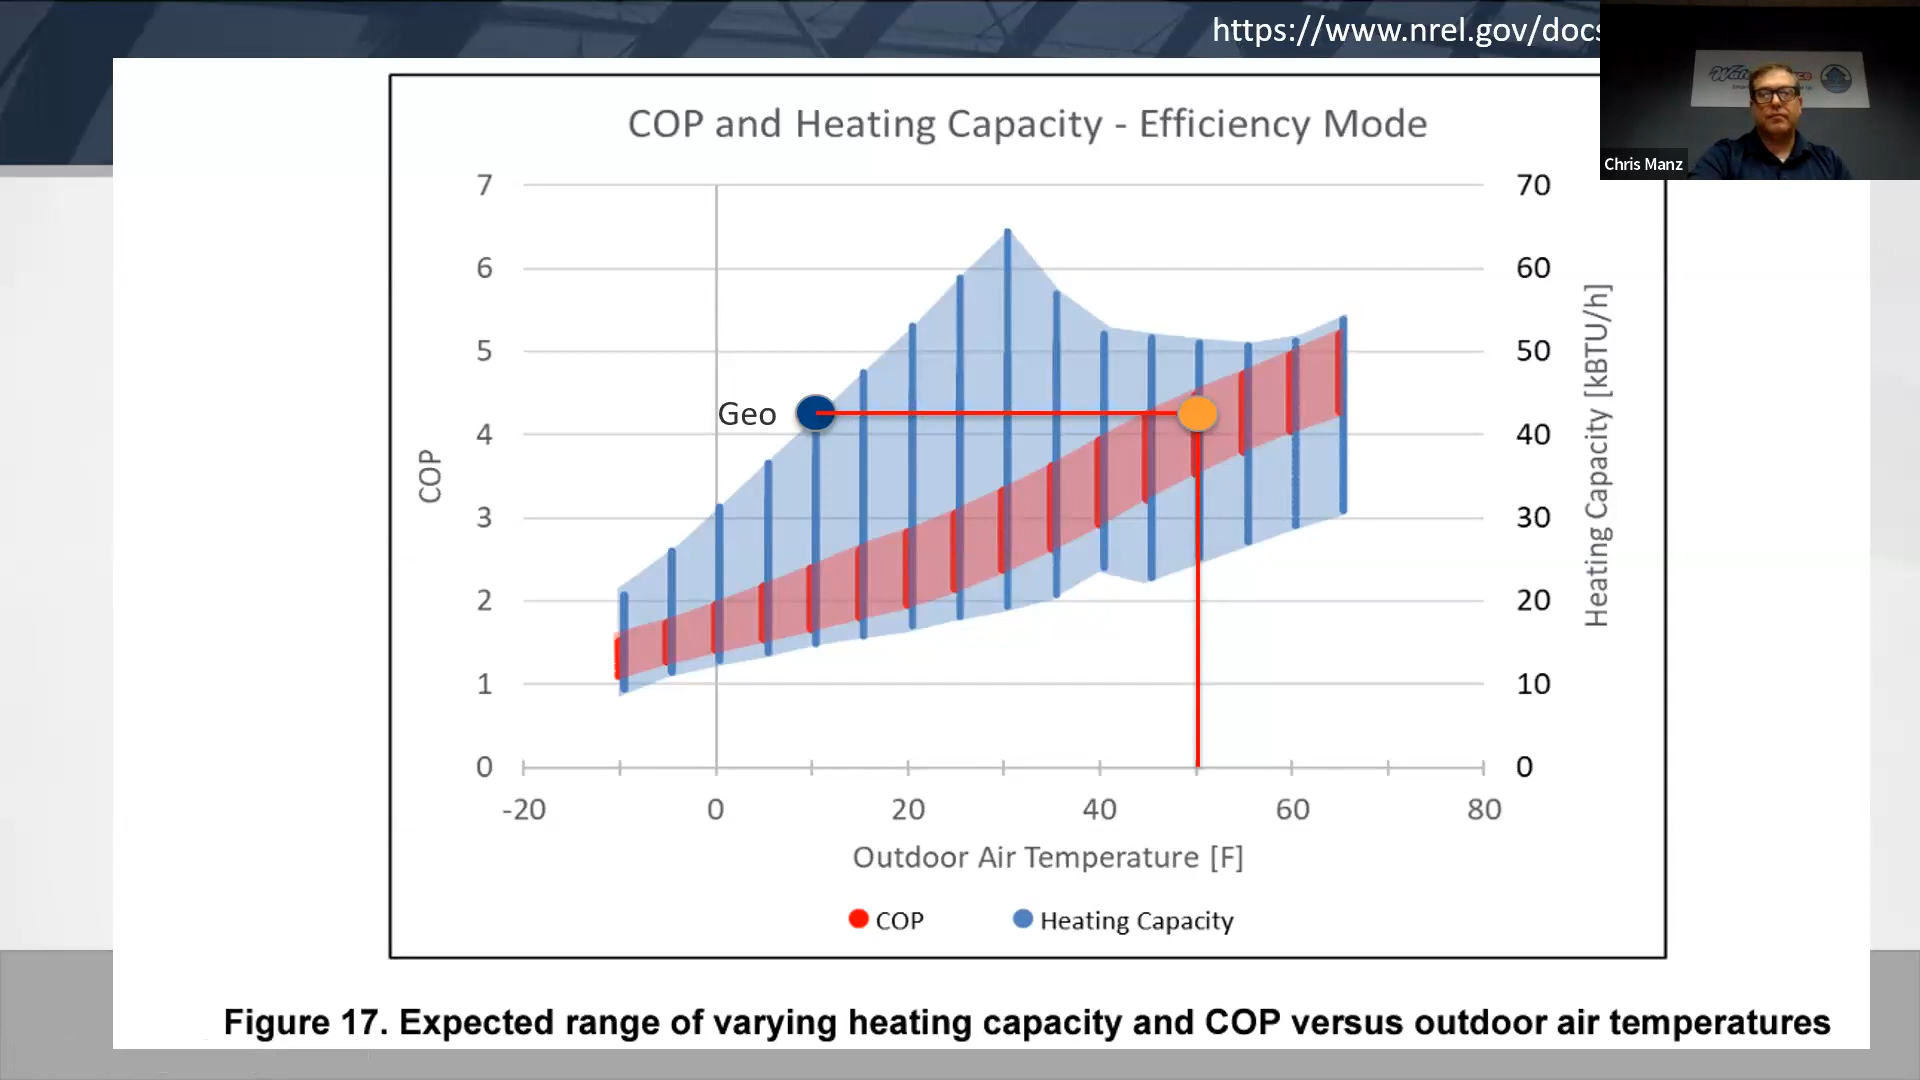 https://www.nrel.gov/docs
Chris Manz
COP and Heating Capacity - Efficiency Mode
7
6
5
4
3
2
1
0
COP
70
60
50
40
30
20
10
0
Heating Capacity [kBTU/h]
Geo
-20
0
20
40
60
80
Outdoor Air Temperature [F]
COP
Heating Capacity
Figure 17. Expected range of varying heating capacity and COP versus outdoor air temperatures